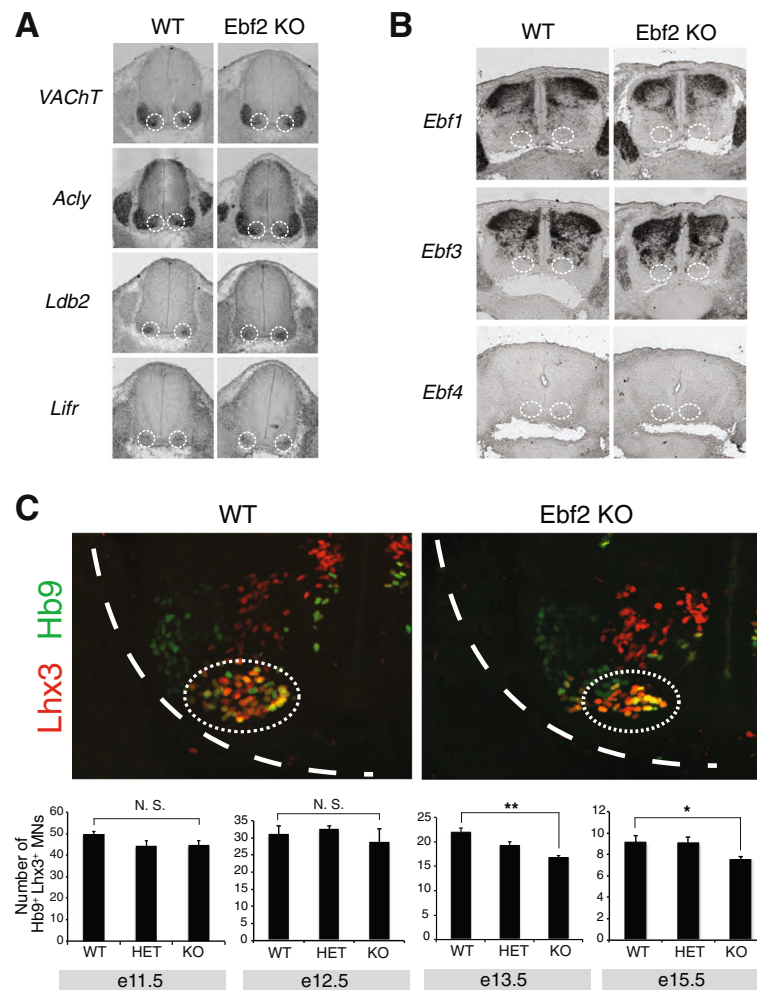 A
WT Ebf2 KO
VAChT
Acly
Ldb2
Lifr
B
WT Ebf2 KO
Ebf1
Ebf3
Ebf4
C
WT Ebf2 KO
Lhx3 Hb9
Number of
Hb9+ Lhx3+ MNs
N. S.
60
50
40
30
20
10
0
WT HET KO
e11.5
N. S.
35
30
25
20
15
10
5
0
WT HET KO
e12.5
**
25
20
15
10
5
0
WT HET KO
e13.5
*
12
10
8
6
4
2
0
WT HET KO
e15.5